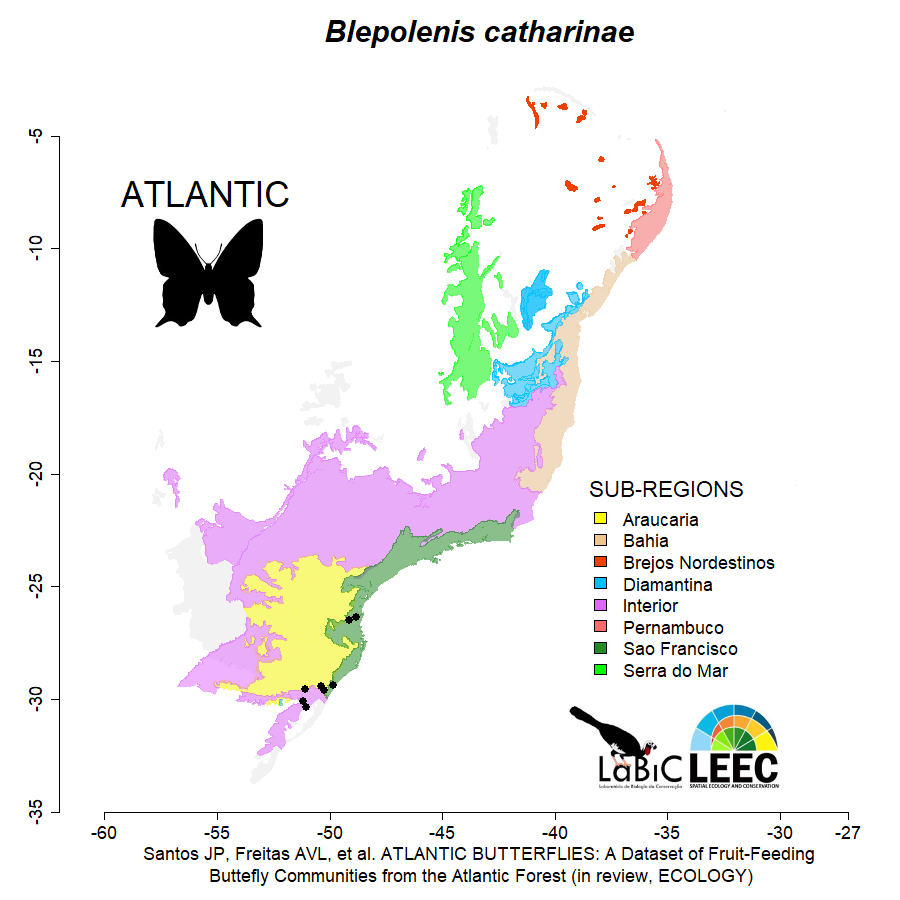 Blepolenis catharinae
ATLANTIC
-5
-10
-15
-20
-25
-30
-35
SUB-REGIONS
Araucaria
Bahia
Brejos Nordestinos
Diamantina
Interior
Pernambuco
Sao Francisco
Serra do Mar
LaBiC
Laboratório de Biologia da Conservação
LEEC
SPATIAL ECOLOGY AND CONSERVATION
-60
-55
-50
-45
-40
-35
-30
-27
Santos JP, Freitas AVL, et al. ATLANTIC BUTTERFLIES: A Dataset of Fruit-Feeding
Buttefly Communities from the Atlantic Forest (in review, ECOLOGY)